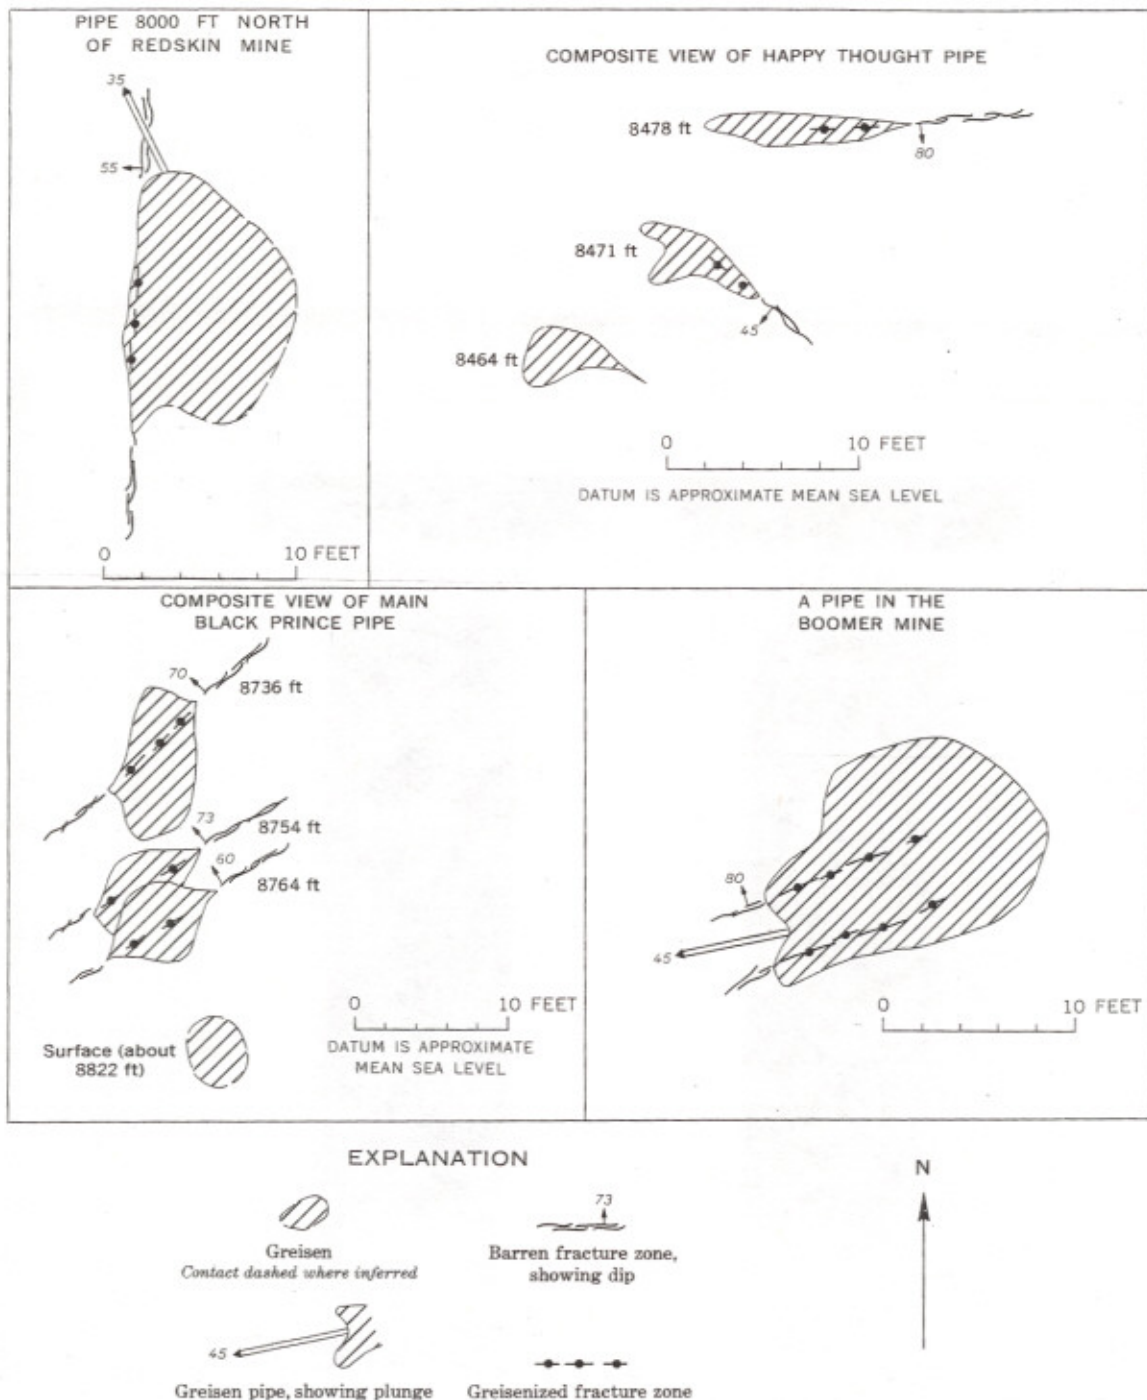 PIPE 8000 FT NORTH
OF REDSKIN MINE
35
55
0 10 FEET
COMPOSITE VIEW OF HAPPY THOUGHT PIPE
8478 ft
80
8471 ft
45
8464 ft
0 10 FEET
DATUM IS APPROXIMATE MEAN SEA LEVEL
COMPOSITE VIEW OF MAIN
BLACK PRINCE PIPE
70
8736 ft
73
8754 ft
60
8764 ft
Surface (about
8822 ft)
0 10 FEET
DATUM IS APPROXIMATE
MEAN SEA LEVEL
A PIPE IN THE
BOOMER MINE
80
45
0 10 FEET
EXPLANATION
Greisen
Contact dashed where inferred
45
Greisen pipe, showing plunge
73
Barren fracture zone,
showing dip
Greisenized fracture zone
N